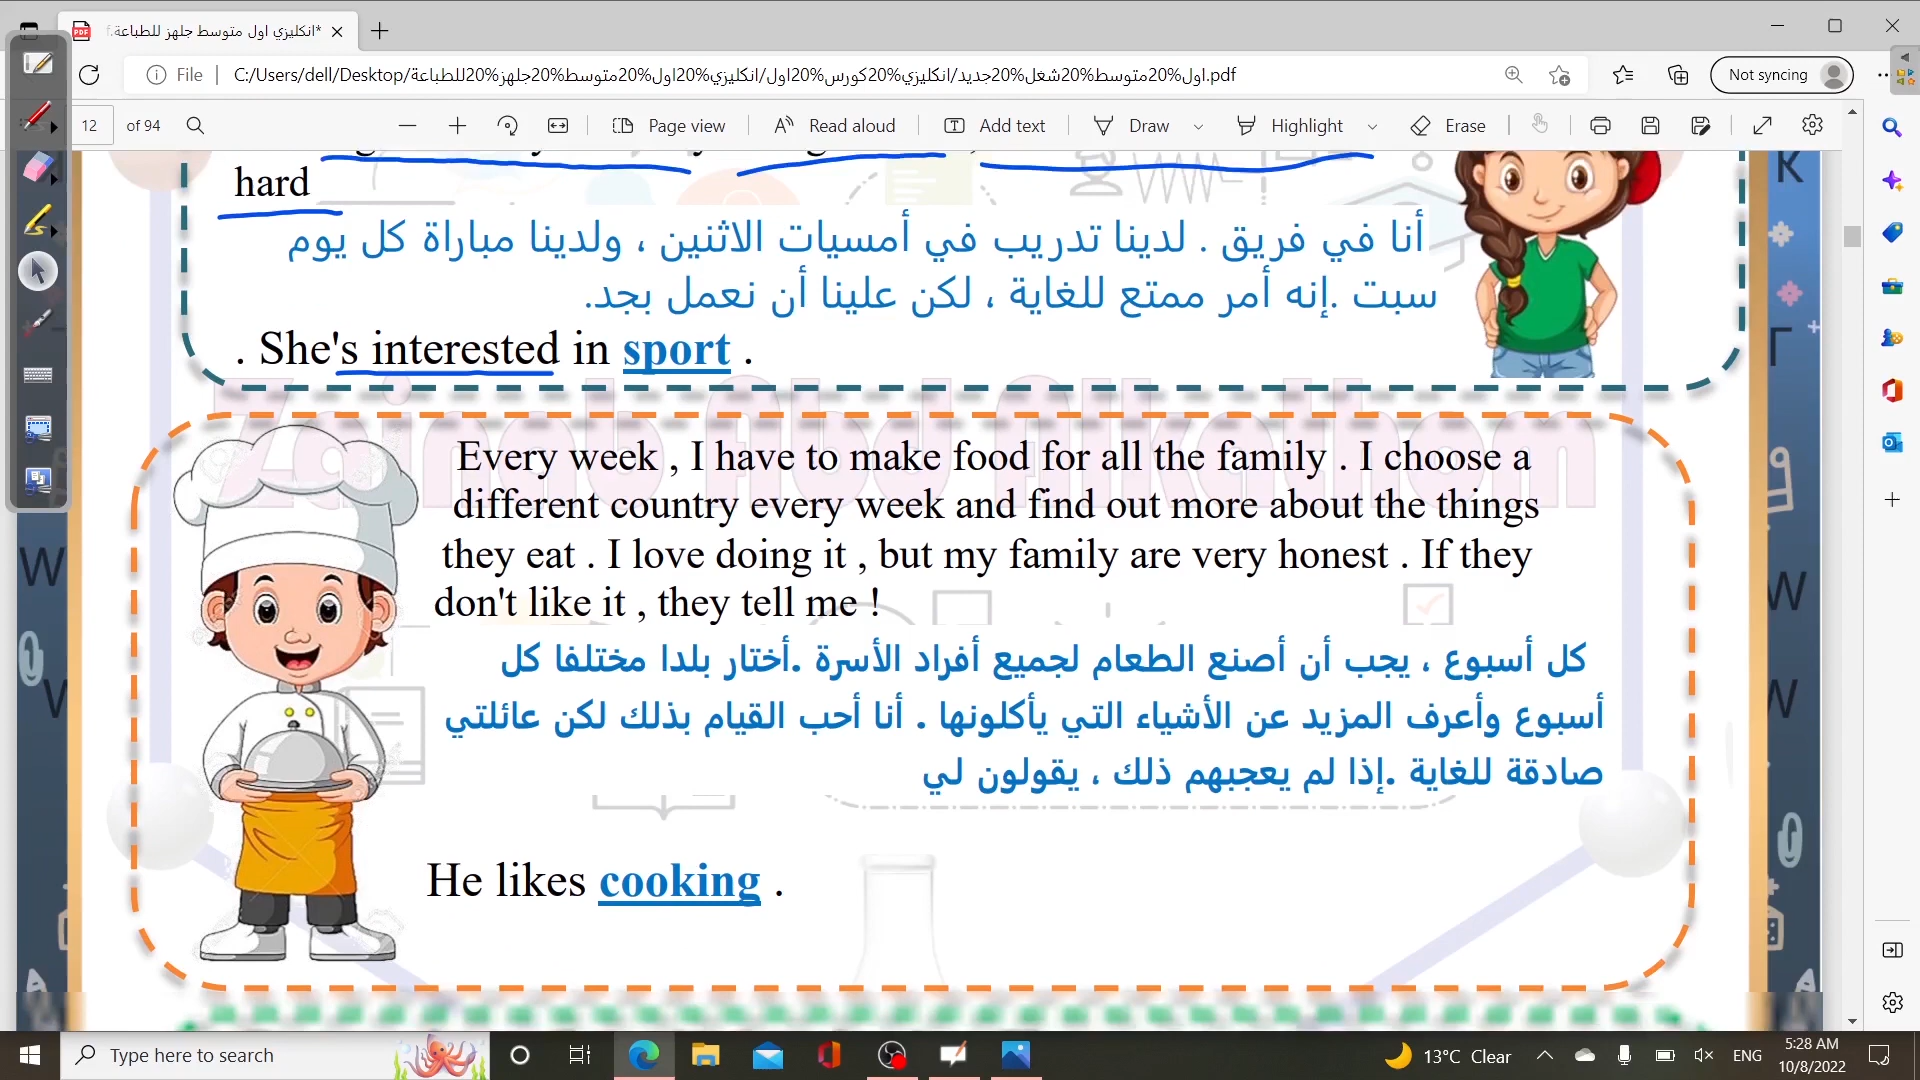 انكليزي اول متوسط جلهز للطباعة.f*
File
C:/Users/dell/Desktop/اول%20متوسط%20شغل%20جديد/انكليزي%20كورس%20اول/انكليزي%20اول%20متوسط%20جلهز%20للطباعة.pdf
Not syncing
12 of 94
Page view
Read aloud
Add text
Draw
Highlight
Erase
hard
أنا في فريق . لدينا تدريب في أمسيات الاثنين ، ولدينا مباراة كل يوم
سبت .إنه أمر ممتع للغاية ، لكن علينا أن نعمل بجد.
. She's interested in sport .
Zainab Abd Alkathom
Every week , I have to make food for all the family . I choose a
different country every week and find out more about the things
they eat . I love doing it , but my family are very honest . If they
don't like it , they tell me !
كل أسبوع ، يجب أن أصنع الطعام لجميع أفراد الأسرة .أختار بلدا مختلفا كل
أسبوع وأعرف المزيد عن الأشياء التي يأكلونها . أنا أحب القيام بذلك لكن عائلتي
صادقة للغاية .إذا لم يعجبهم ذلك ، يقولون لي
He likes cooking .
Type here to search
13°C Clear
ENG
5:28 AM
10/8/2022